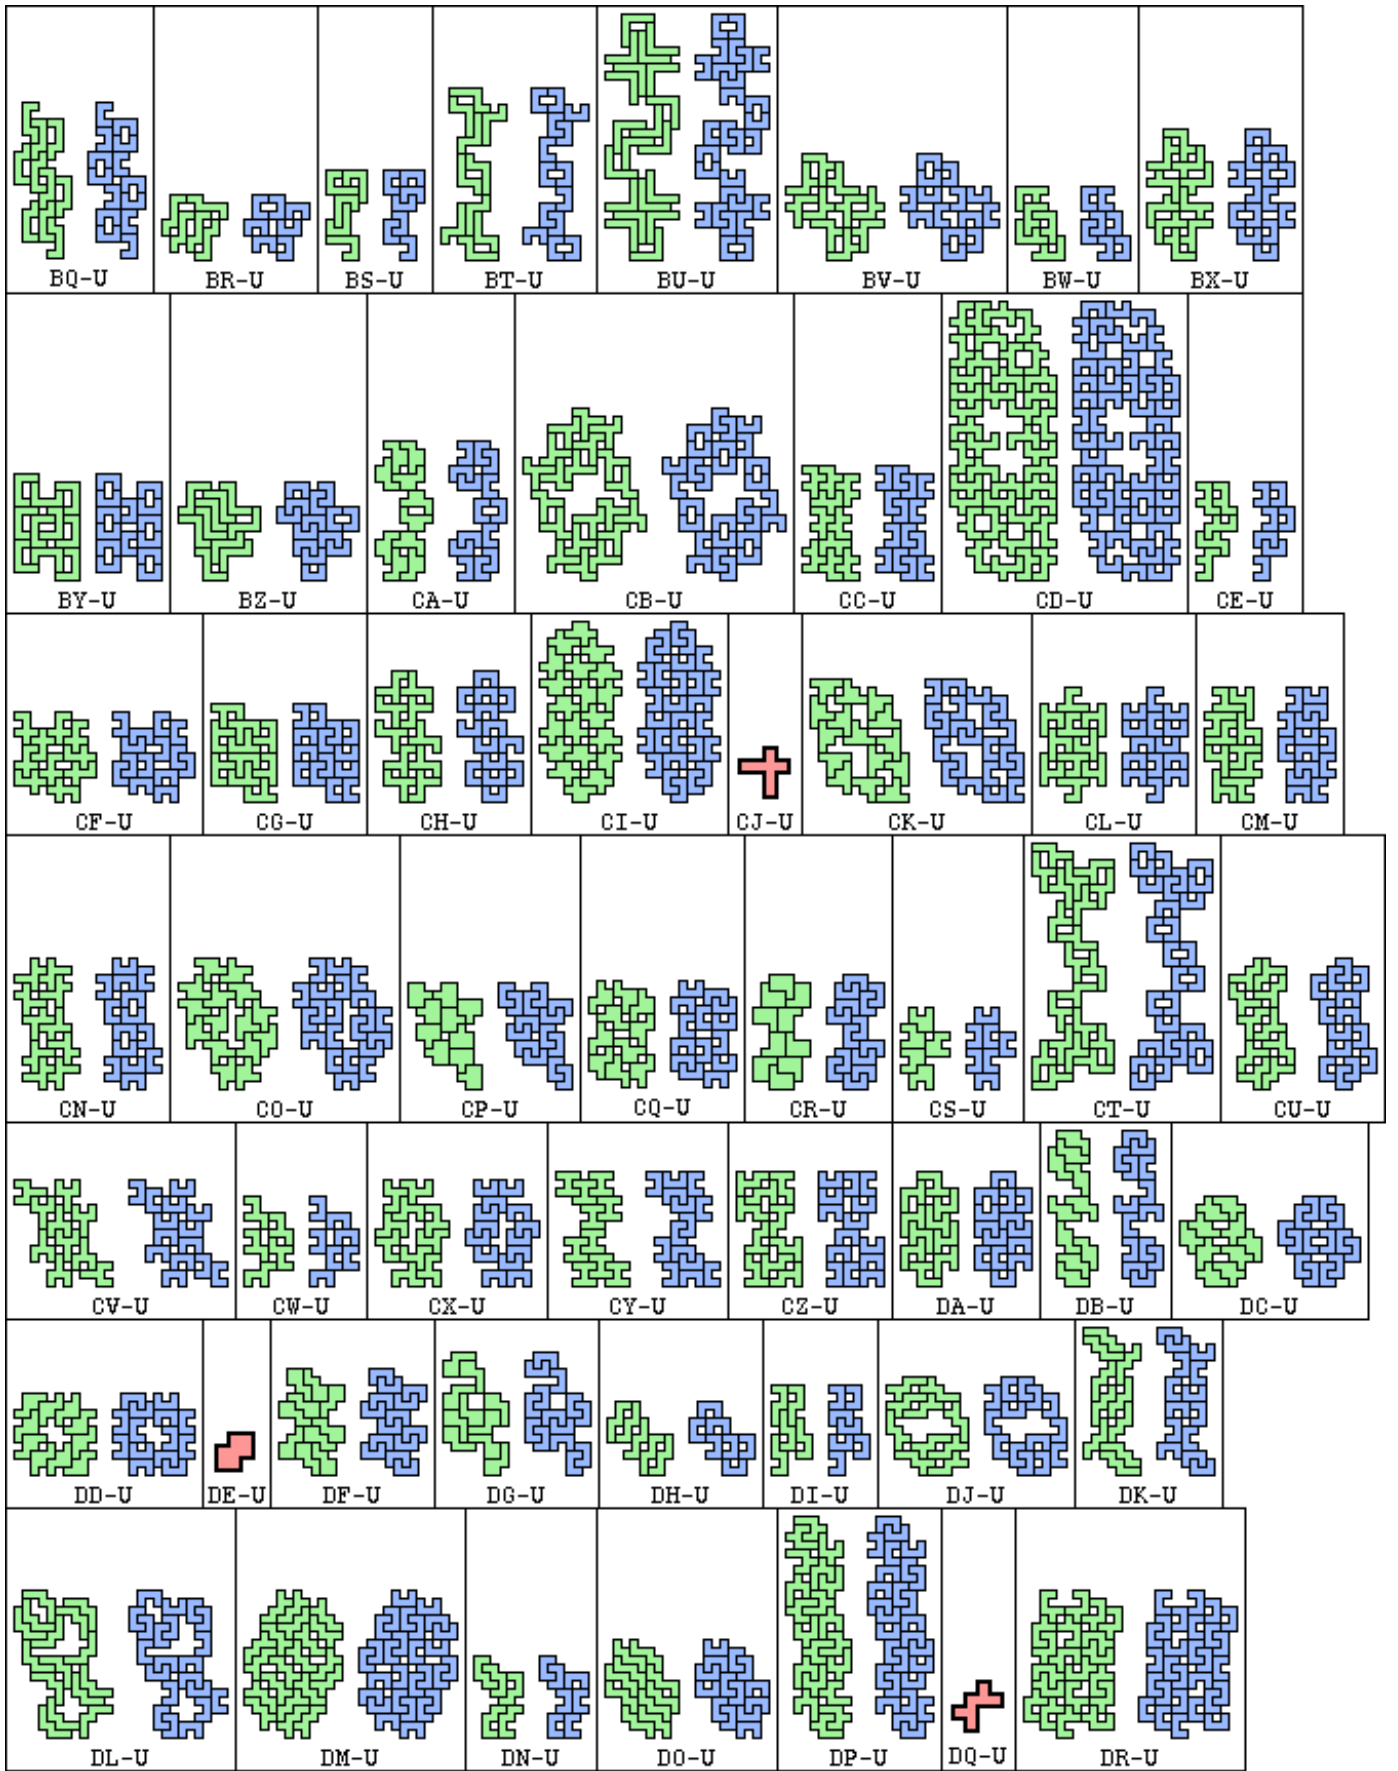 BQ-U BR-U BS-U BT-U BU-U BV-U BW-U BX-U
BY-U BZ-U CA-U CB-U CC-U CD-U CE-U
CF-U CG-U CH-U CI-U CJ-U CK-U CL-U CM-U
CN-U CO-U CP-U CQ-U CR-U CS-U CT-U CU-U
CV-U CW-U CX-U CY-U CZ-U DA-U DB-U DC-U
DD-U DE-U DF-U DG-U DH-U DI-U DJ-U DK-U
DL-U DM-U DN-U DO-U DP-U DQ-U DR-U